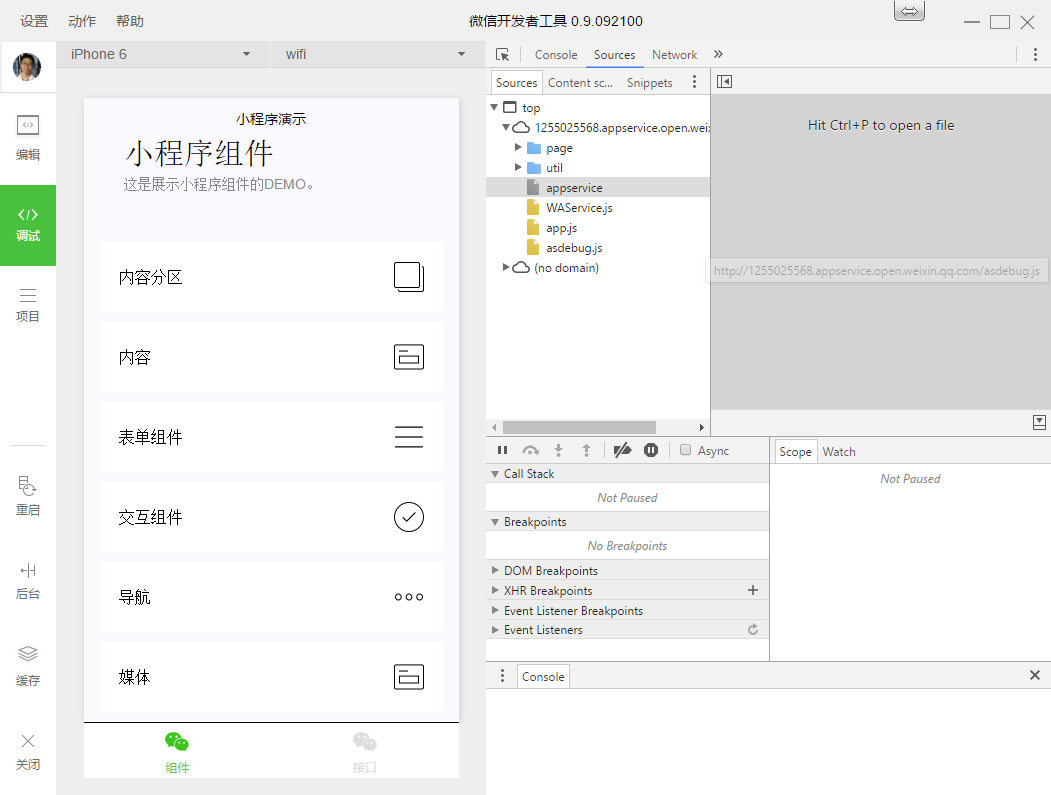 设置 动作 帮助
微信开发者工具 0.9.092100
iPhone 6
wifi
编辑
调试
项目
重启
后台
缓存
关闭
小程序演示
小程序组件
这是展示小程序组件的DEMO。
内容分区
内容
表单组件
交互组件
导航
媒体
组件
接口
Console Sources Network »
Sources Content sc... Snippets
top
1255025568.appservice.open.wei
page
util
appservice
WAService.js
app.js
asdebug.js
(no domain)
Hit Ctrl+P to open a file
http://1255025568.appservice.open.weixin.qq.com/asdebug.js
Async
Call Stack
Not Paused
Breakpoints
No Breakpoints
DOM Breakpoints
XHR Breakpoints
Event Listener Breakpoints
Event Listeners
Scope Watch
Not Paused
Console